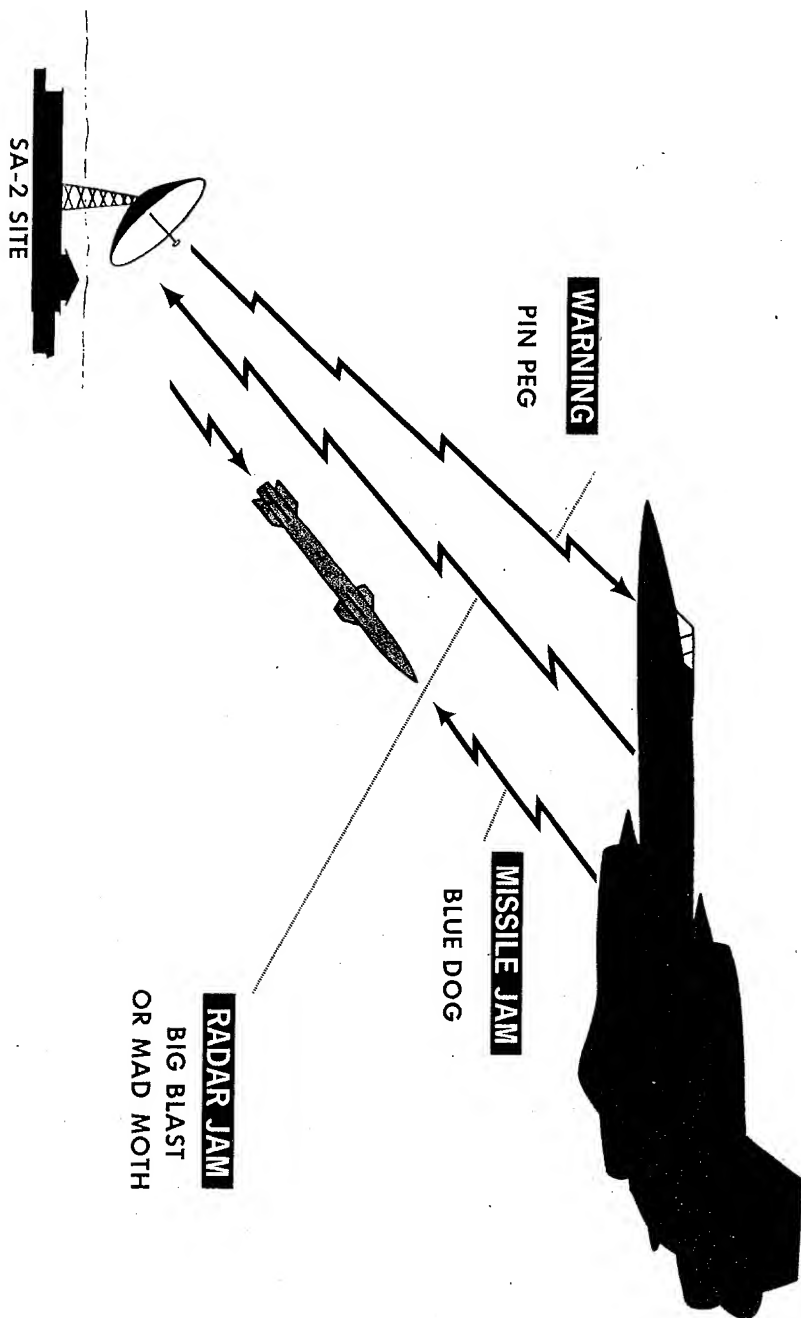 WARNING
PIN PEG
MISSILE JAM
BLUE DOG
RADAR JAM
BIG BLAST
OR MAD MOTH
SA-2 SITE